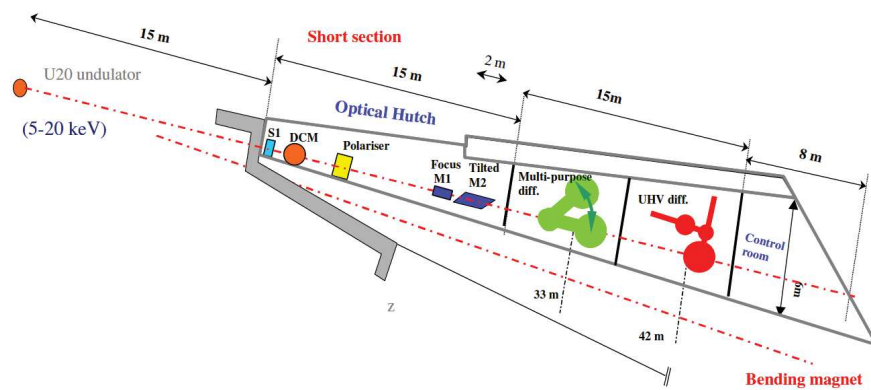 15 m
Short section
2 m
U20 undulator
15 m
15m
(5-20 keV)
Optical Hutch
8 m
S1
DCM
Polariser
Focus
M1
Tilted
M2
Multi-purpose
diff.
UHV diff.
Control
room
33 m
z
42 m
Bending magnet